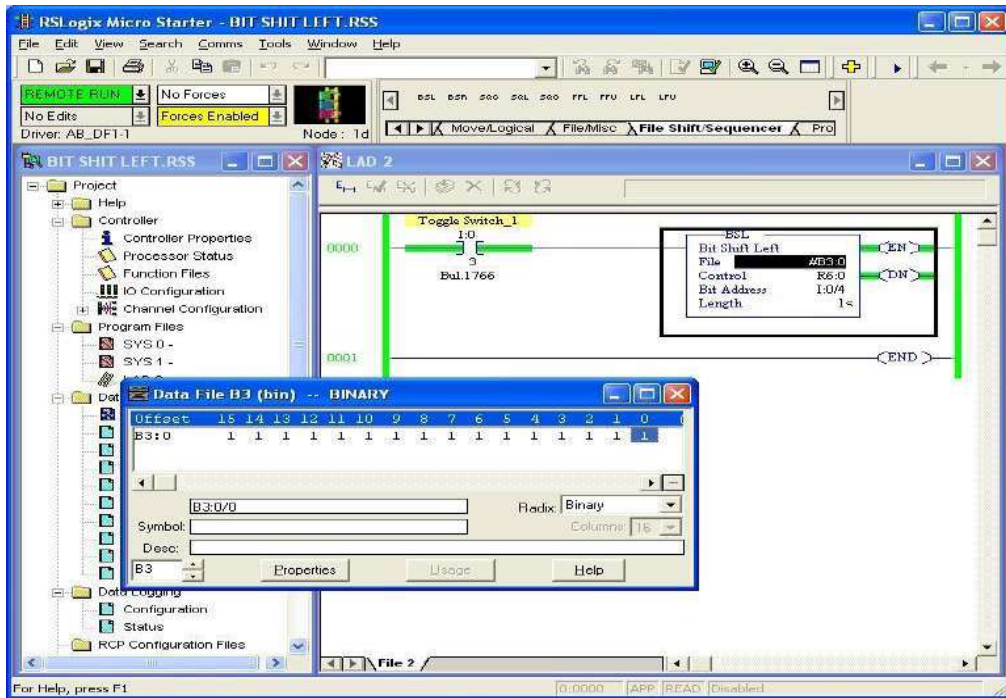 RSLogix Micro Starter - BIT SHIT LEFT.RSS
File Edit View Search Comms Tools Window Help
REMOTE RUN No Forces
No Edits Forces Enabled
Driver: AB_DF1-1 Node : 1d
BSL BSR SQC SQL SQO FFL FFU LFL LFU
Move/Logical File/Misc File Shift/Sequencer Pro
BIT SHIT LEFT.RSS
Project
Help
Controller
Controller Properties
Processor Status
Function Files
IO Configuration
Channel Configuration
Program Files
SYS 0 -
SYS 1 -
Dat
Data Logging
Configuration
Status
RCP Configuration Files
LAD 2
0000
Toggle Switch_1
I:0
3
Bul.1766
BSL
Bit Shift Left
File #B3:0
Control R6:0
Bit Address I:0/4
Length 1<
EN
DN
0001
END
File 2
Data File B3 (bin) -- BINARY
Offset 15 14 13 12 11 10 9 8 7 6 5 4 3 2 1 0
B3:0 1 1 1 1 1 1 1 1 1 1 1 1 1 1 1 1
B3:0/0
Radix: Binary
Symbol:
Columns: 16
Desc:
B3
Properties Usage Help
For Help, press F1
0:0000 APP READ Disabled